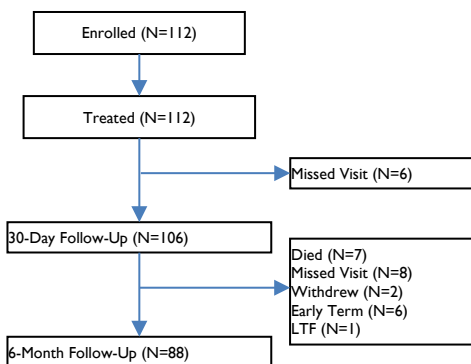 Enrolled (N=112)
Treated (N=112)
Missed Visit (N=6)
30-Day Follow-Up (N=106)
Died (N=7)
Missed Visit (N=8)
Withdrew (N=2)
Early Term (N=6)
LTF (N=1)
6-Month Follow-Up (N=88)